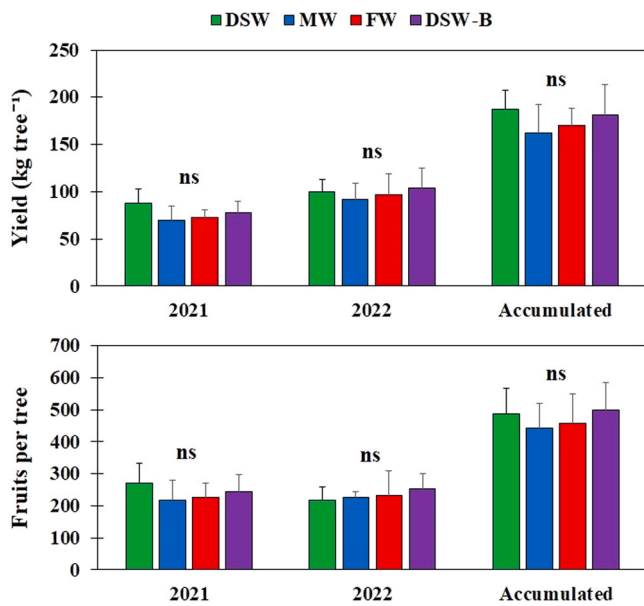 DSW MW FW DSW-B
Yield (kg tree⁻¹)
250
200
150
100
50
0
ns
ns
ns
2021 2022 Accumulated
Fruits per tree
700
600
500
400
300
200
100
0
ns
ns
ns
2021 2022 Accumulated